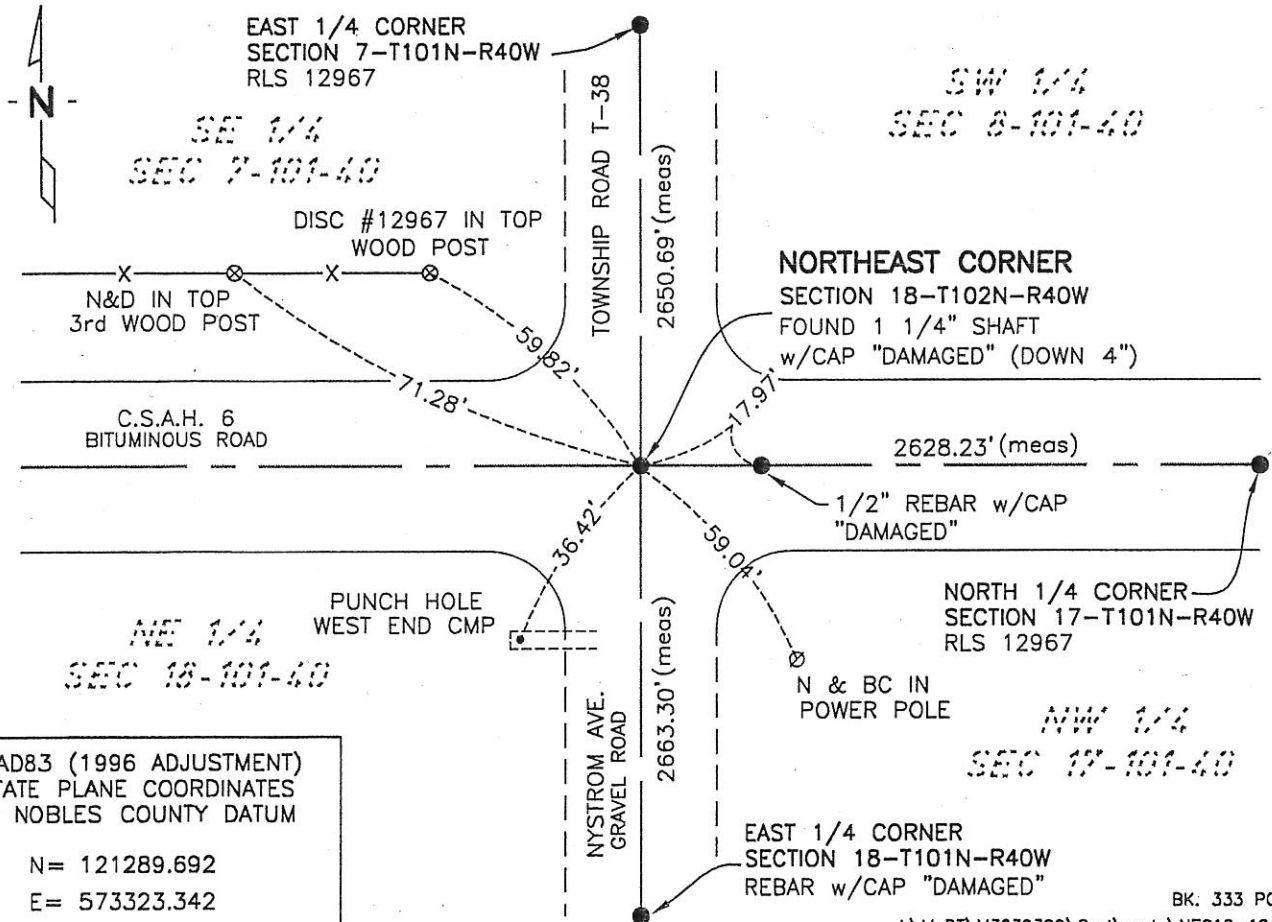 EAST 1/4 CORNER
SECTION 7-T101N-R40W
RLS 12967
- N -
SE 1/4
SEC 7-101-40
TOWNSHIP ROAD T-38
2650.69' (meas)
SW 1/4
SEC 8-101-40
DISC #12967 IN TOP
WOOD POST
X
X
N&D IN TOP
3rd WOOD POST
59.82'
71.28'
NORTHEAST CORNER
SECTION 18-T102N-R40W
FOUND 1 1/4" SHAFT
w/CAP "DAMAGED" (DOWN 4")
17.97'
C.S.A.H. 6
BITUMINOUS ROAD
2628.23' (meas)
1/2" REBAR w/CAP
"DAMAGED"
36.42'
59.04'
PUNCH HOLE
WEST END CMP
NORTH 1/4 CORNER
SECTION 17-T101N-R40W
RLS 12967
NE 1/4
SEC 18-101-40
N & BC IN
POWER POLE
NYSTROM AVE.
GRAVEL ROAD
2663.30' (meas)
NW 1/4
SEC 17-101-40
AD83 (1996 ADJUSTMENT)
TATE PLANE COORDINATES
NOBLES COUNTY DATUM
N= 121289.692
E= 573323.342
EAST 1/4 CORNER
SECTION 18-T101N-R40W
REBAR w/CAP "DAMAGED"
BK. 333 PG